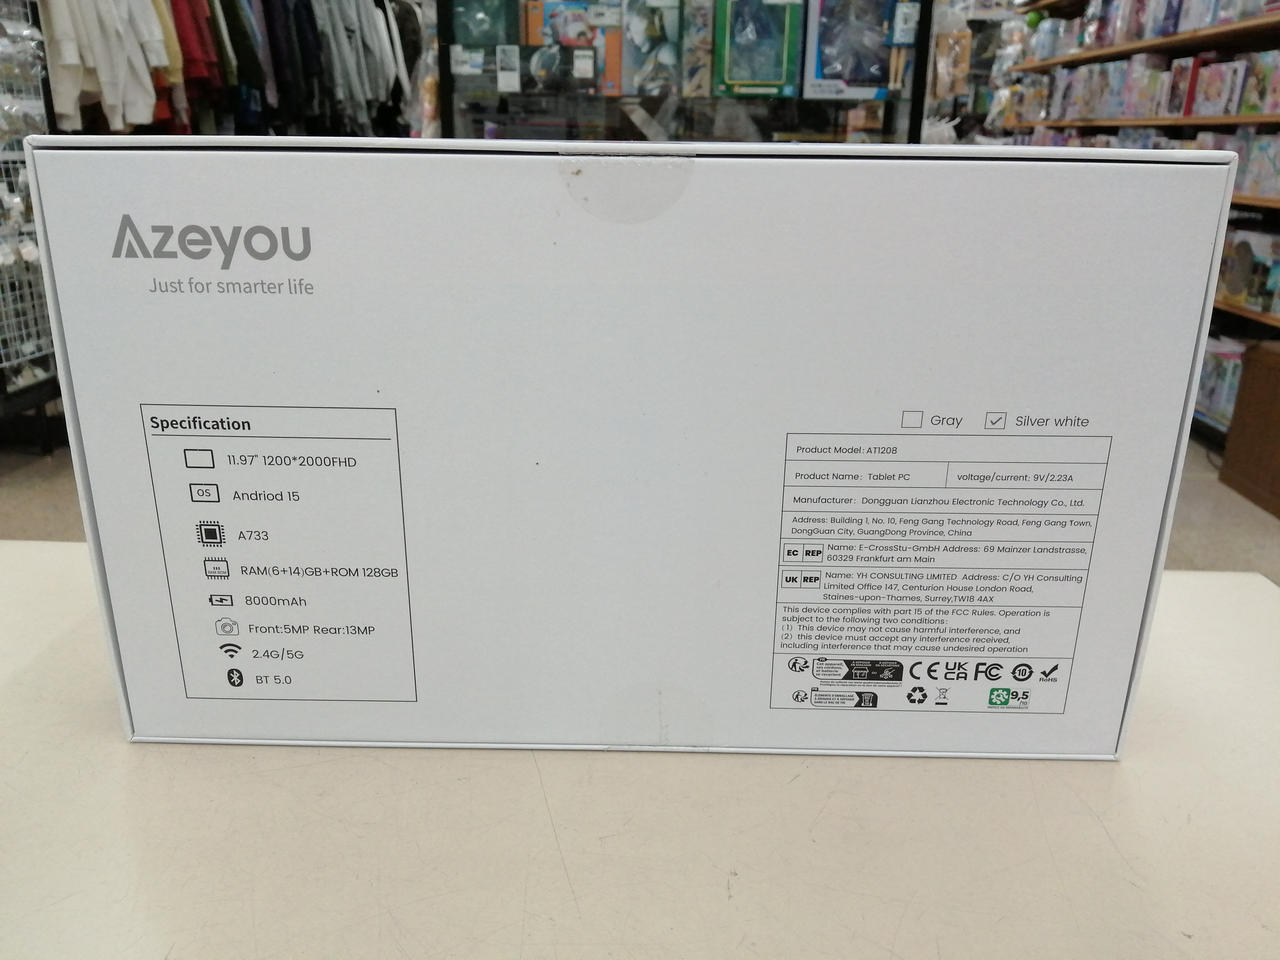 Azeyou
Just for smarter life
Specification
11.97" 1200*2000FHD
OS
Andriod 15
A733
RAM(6+14)GB+ROM 128GB
8000mAh
Front:5MP Rear:13MP
2.4G/5G
BT 5.0
Gray Silver white
Product Model: AT1208
Product Name: Tablet PC voltage/current: 9V/2.23A
Manufacturer: Dongguan Lianzhou Electronic Technology Co., Ltd.
Address: Building 1, No. 10, Feng Gang Technology Road, Feng Gang Town,
DongGuan City, GuangDong Province, China
EC REP Name: E-CrossStu-GmbH Address: 69 Mainzer Landstrasse,
60329 Frankfurt am Main
UK REP Name: YH CONSULTING LIMITED Address: C/O YH Consulting
Limited Office 147, Centurion House London Road,
Staines-upon-Thames, Surrey,TW18 4AX
This device complies with part 15 of the FCC Rules. Operation is
subject to the following two conditions:
(1) This device may not cause harmful interference, and
(2) this device must accept any interference received,
including interference that may cause undesired operation
CE UKCA FC 10 RoHS
9,5
/10